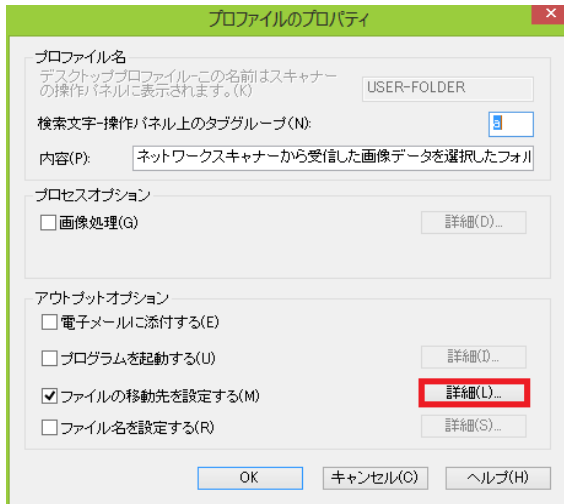 プロファイルのプロパティ
プロファイル名
デスクトッププロファイル-この名前はスキャナー
の操作パネルに表示されます。(K)
USER-FOLDER
検索文字-操作パネル上のタブグループ(N):
a
内容(P):
ネットワークスキャナーから受信した画像データを選択したフォル
プロセスオプション
画像処理(G)
詳細(D)...
アウトプットオプション
電子メールに添付する(E)
プログラムを起動する(U)
詳細(I)...
ファイルの移動先を設定する(M)
詳細(L)...
ファイル名を設定する(R)
詳細(S)...
OK
キャンセル(C)
ヘルプ(H)